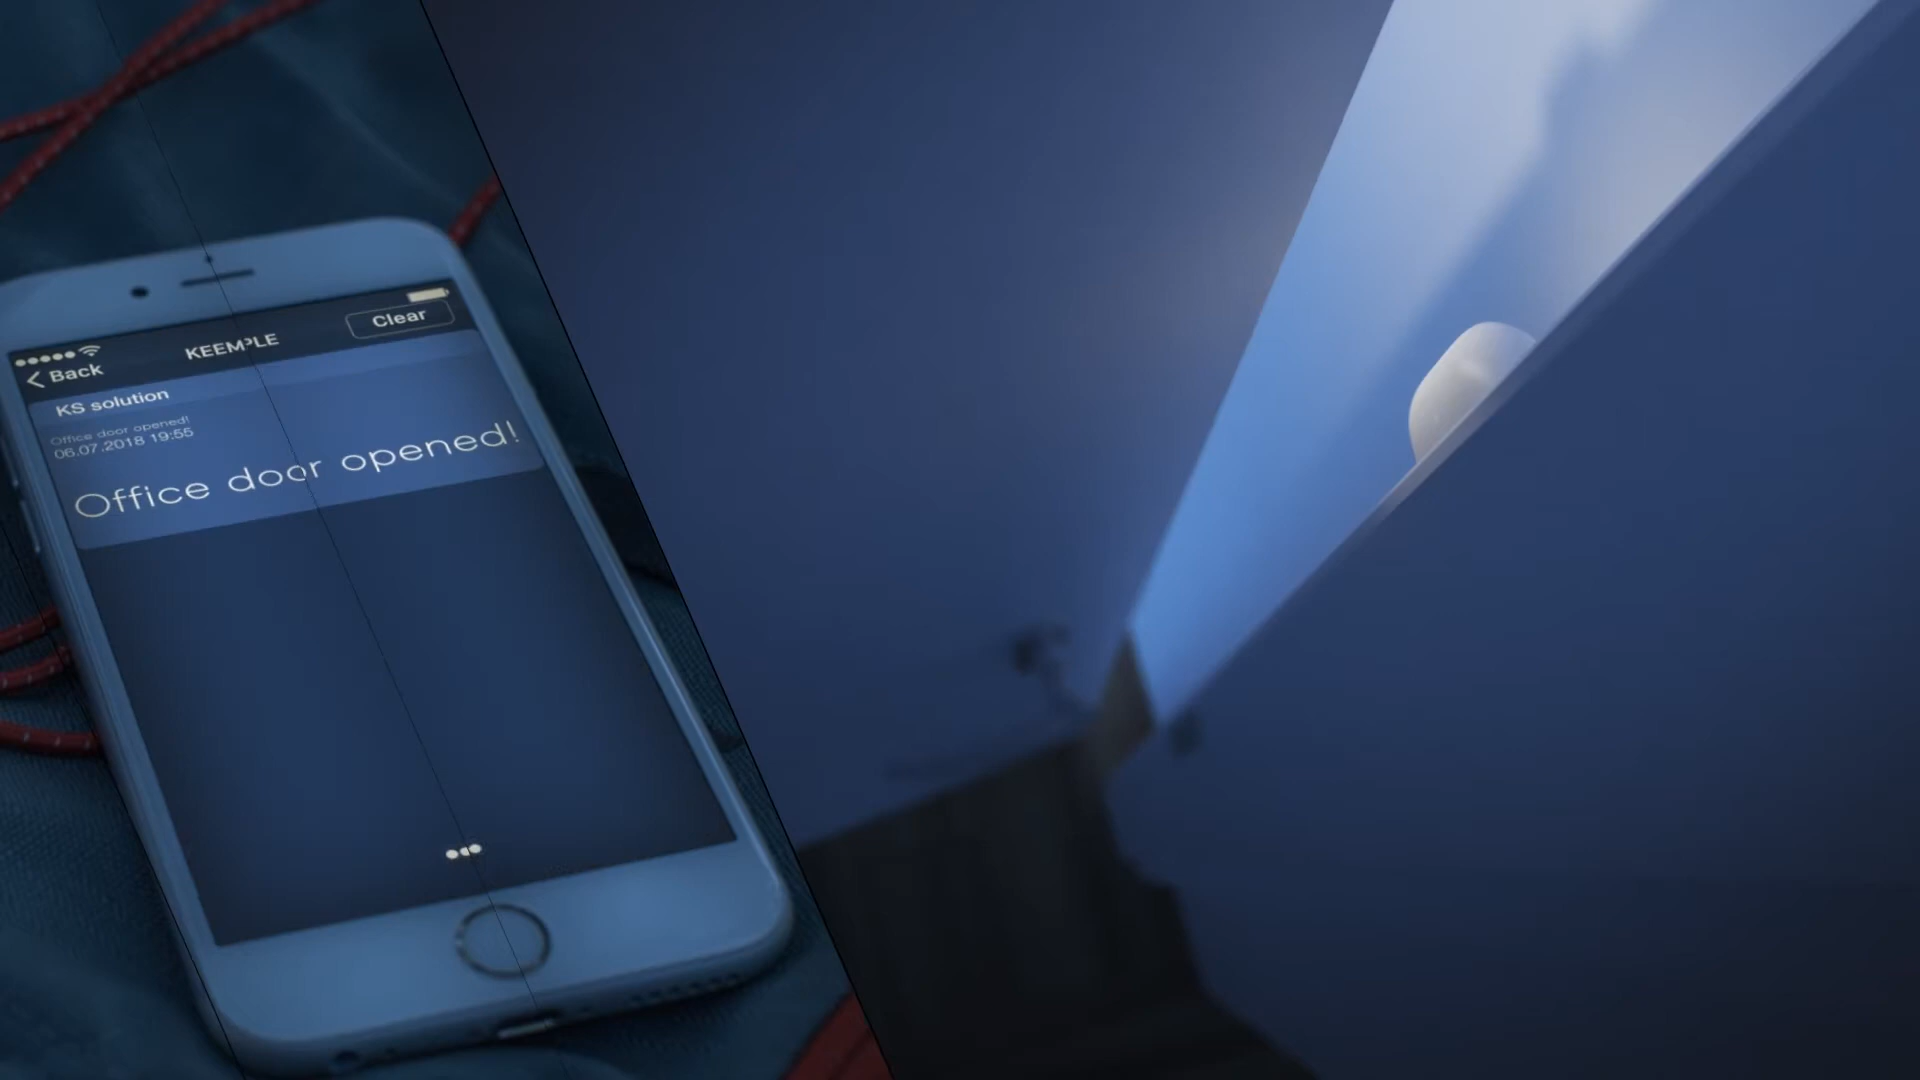 Clear
KEEMPLE
Back
KS solution
Office door opened!
06.07.2018 19:55
Office door opened!